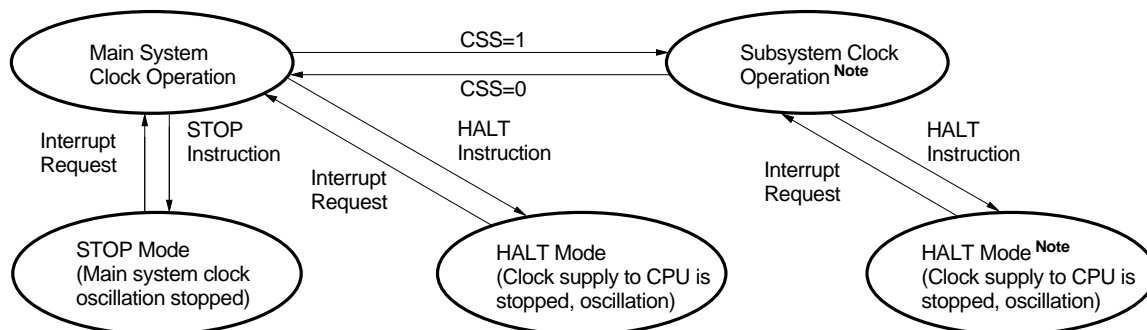 Main System
Clock Operation
CSS=1
CSS=0
Subsystem Clock
Operation Note
Interrupt
Request
STOP
Instruction
HALT
Instruction
Interrupt
Request
HALT
Instruction
Interrupt
Request
STOP Mode
(Main system clock
oscillation stopped)
HALT Mode
(Clock supply to CPU is
stopped, oscillation)
HALT Mode Note
(Clock supply to CPU is
stopped, oscillation)